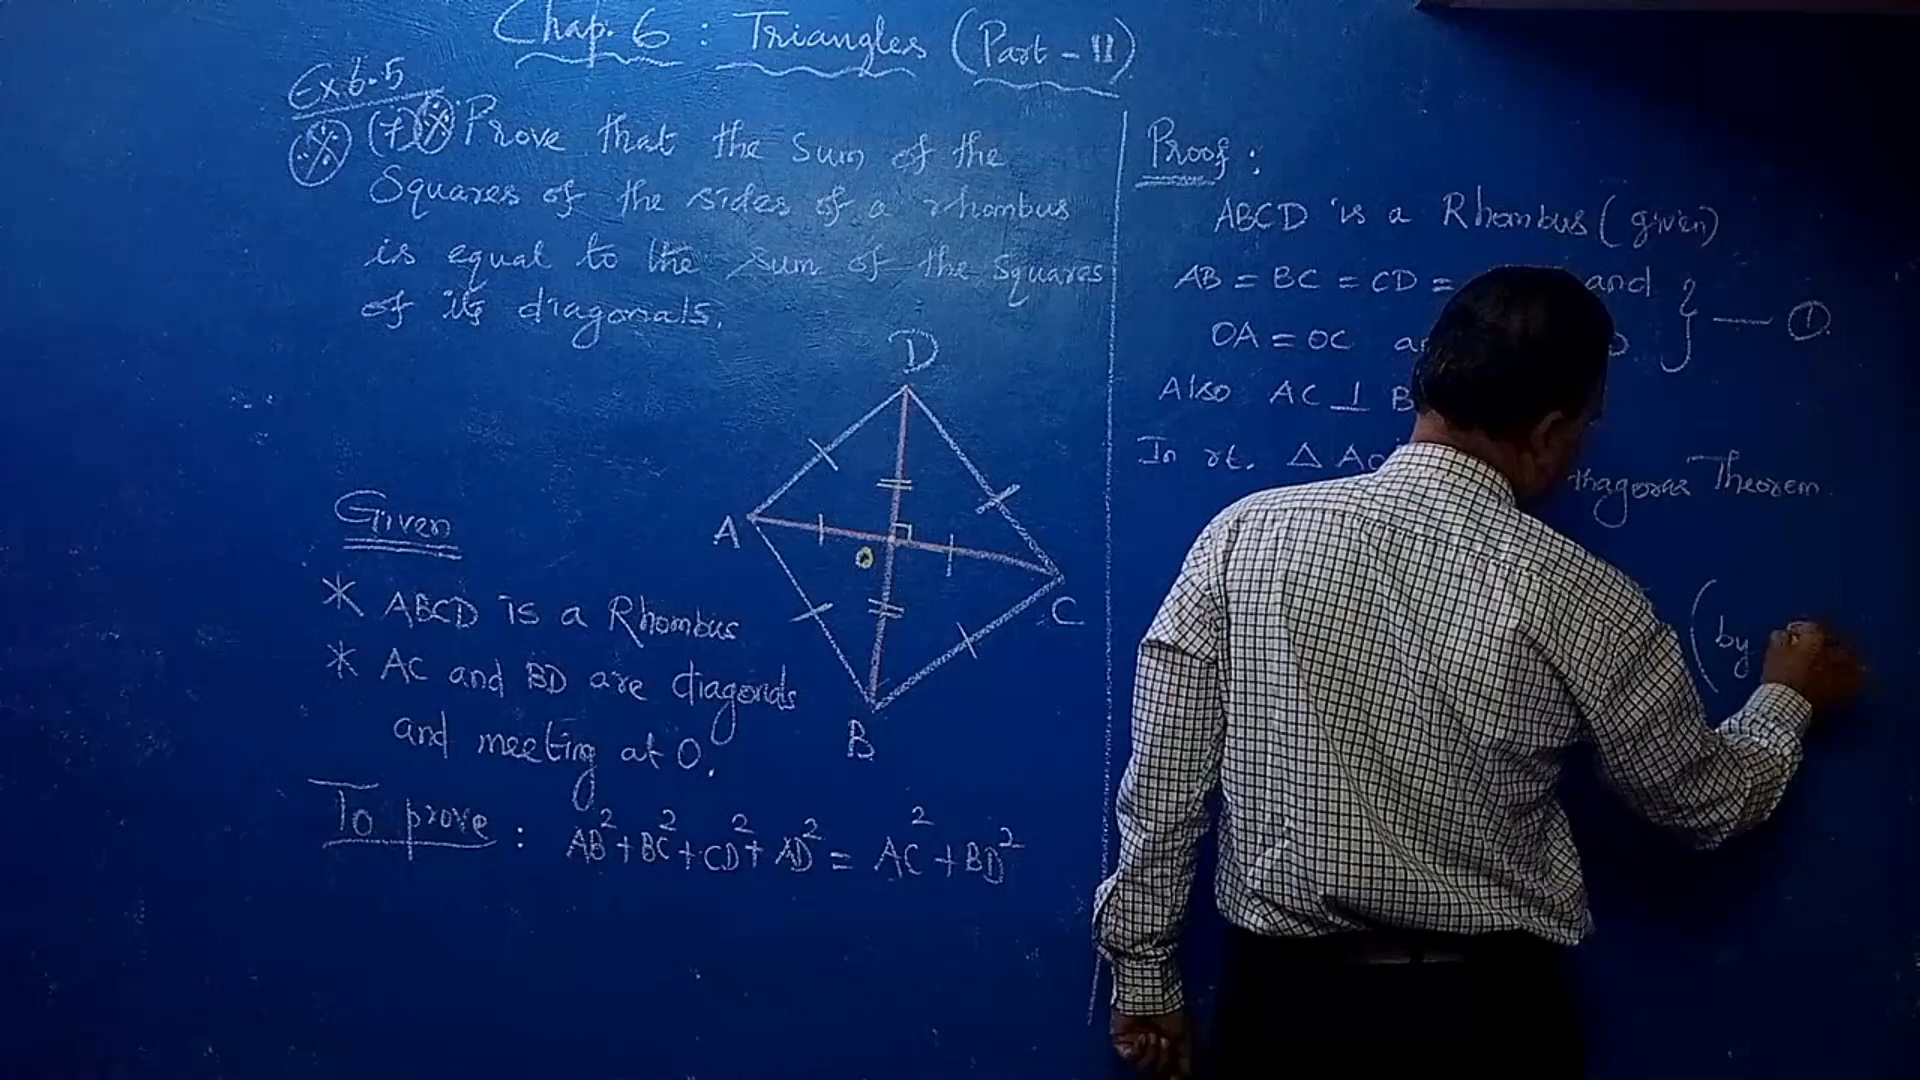 Chap. 6 : Triangles (Part - II)
Ex 6.5
(7) Prove that the Sum of the
Squares of the sides of a rhombus
is equal to the sum of the Squares
of its diagonals.
D
A
O
C
B
Given
* ABCD is a Rhombus
* AC and BD are diagonals
and meeting at O.
To prove : AB² + BC² + CD² + AD² = AC² + BD²
Proof :
ABCD is a Rhombus (given)
AB = BC = CD = and
OA = OC
} — ①
Also AC ⊥ B
In rt. △ AO Theorem
(by